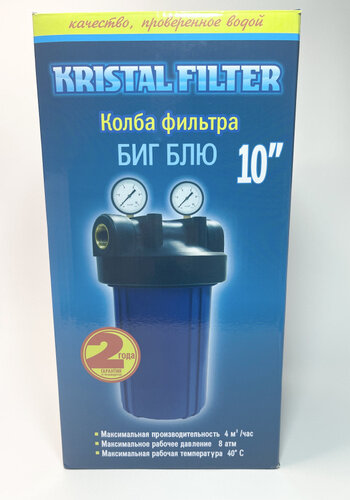 качество, проверенное водой
KRISTAL FILTER
Колба фильтра
БИГ БЛЮ
10"
2 года
ГАРАНТИЯ
• Максимальная производительность 4 м³/час
• Максимальное рабочее давление 8 атм
• Максимальная рабочая температура 40° С